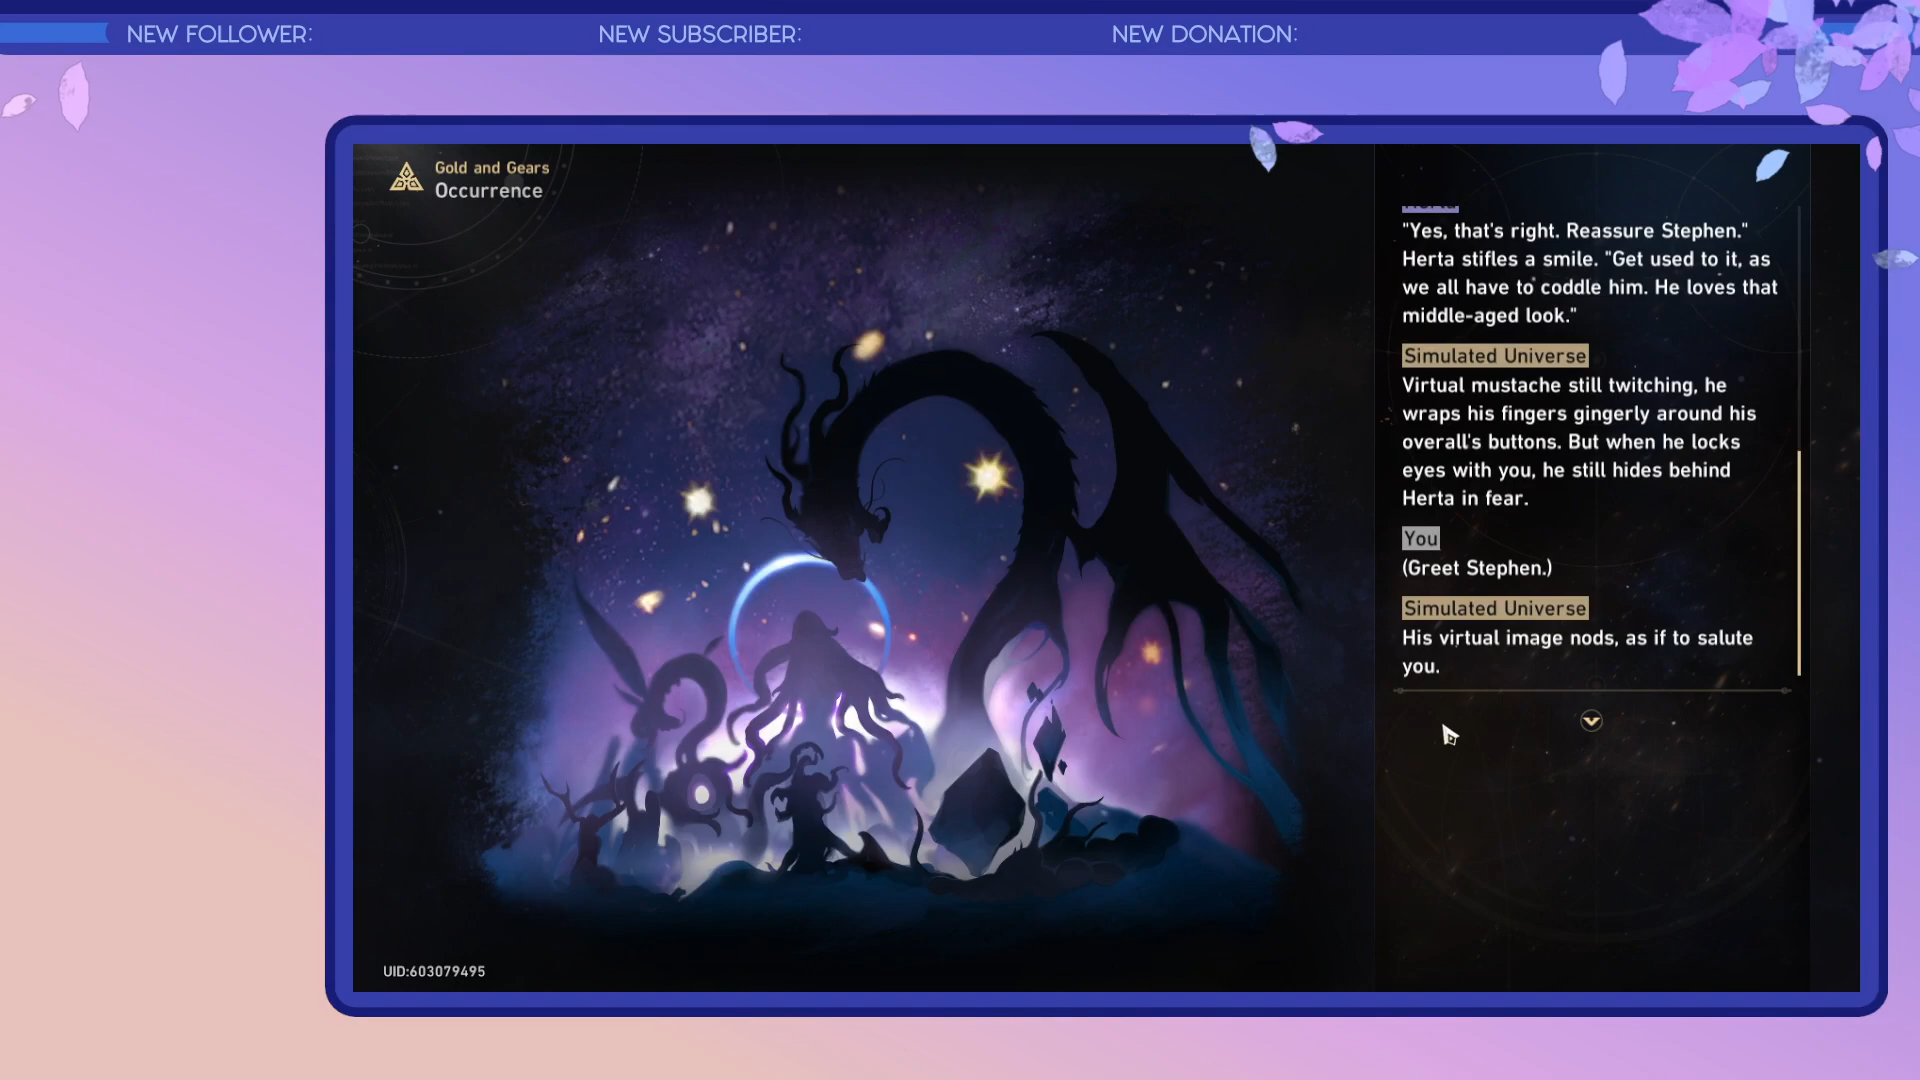 NEW FOLLOWER:
NEW SUBSCRIBER:
NEW DONATION:
Gold and Gears
Occurrence
"Yes, that's right. Reassure Stephen."
Herta stifles a smile. "Get used to it, as
we all have to coddle him. He loves that
middle-aged look."
Simulated Universe
Virtual mustache still twitching, he
wraps his fingers gingerly around his
overall's buttons. But when he locks
eyes with you, he still hides behind
Herta in fear.
You
(Greet Stephen.)
Simulated Universe
His virtual image nods, as if to salute
you.
UID:603079495